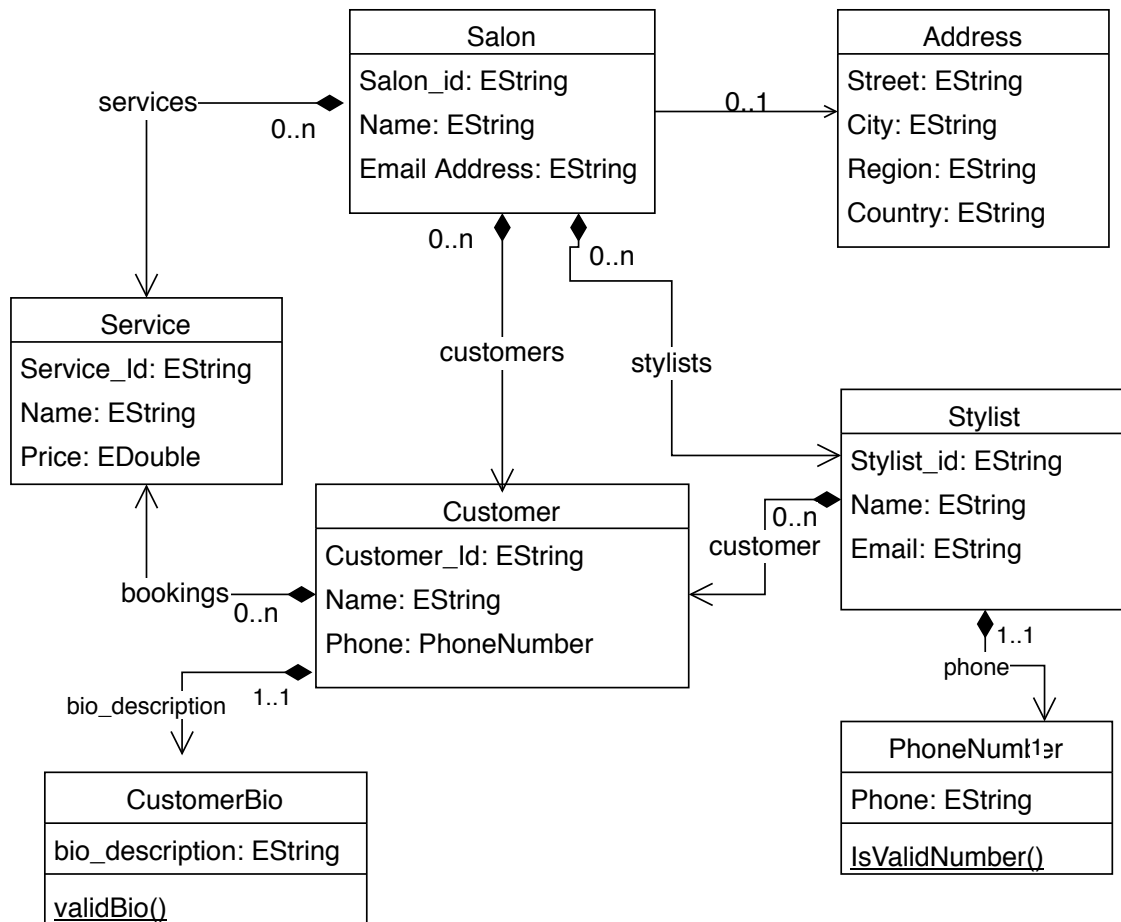 Salon
Salon_id: EString
Name: EString
Email Address: EString
Address
Street: EString
City: EString
Region: EString
Country: EString
services
0..n
0..1
0..n
0..n
customers
stylists
Service
Service_Id: EString
Name: EString
Price: EDouble
Stylist
Stylist_id: EString
Name: EString
Email: EString
Customer
Customer_Id: EString
Name: EString
Phone: PhoneNumber
0..n
customer
bookings
0..n
1..1
bio_description
1..1
phone
CustomerBio
bio_description: EString
validBio()
PhoneNumber
1
Phone: EString
IsValidNumber()